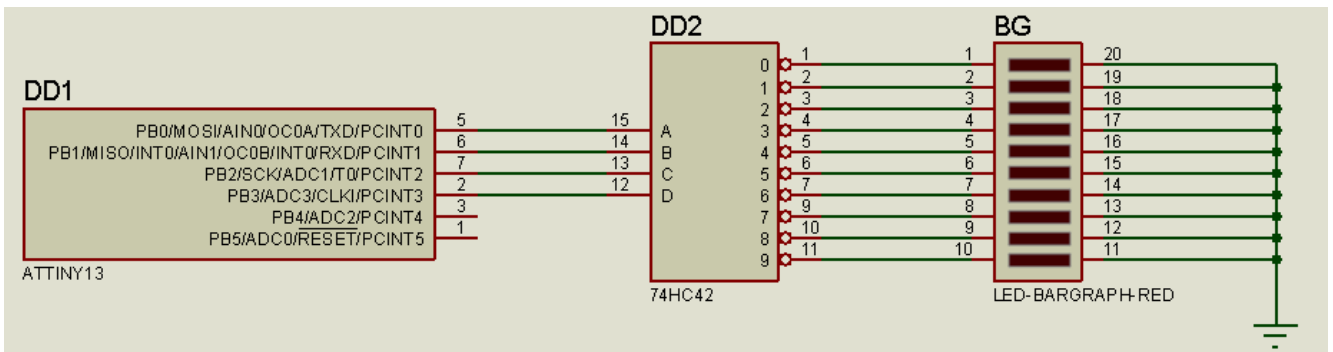 DD1
PB0/MOSI/AIN0/OC0A/TXD/PCINT0 5
PB1/MISO/INT0/AIN1/OC0B/INT0/RXD/PCINT1 6
PB2/SCK/ADC1/T0/PCINT2 7
PB3/ADC3/CLKI/PCINT3 2
PB4/ADC2/PCINT4 3
PB5/ADC0/RESET/PCINT5 1
ATTINY13
DD2
15 A 0 1
14 B 1 2
13 C 2 3
12 D 3 4
4 5
5 6
6 7
7 9
8 10
9 11
74HC42
BG
1 20
2 19
3 18
4 17
5 16
6 15
7 14
8 13
9 12
10 11
LED-BARGRAPH-RED